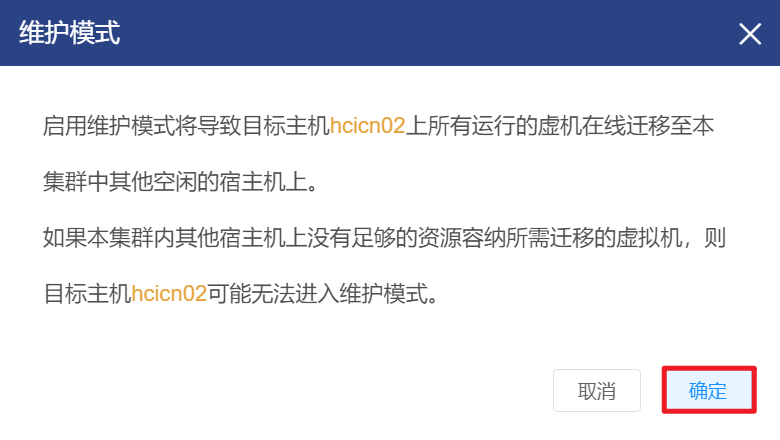 维护模式
启用维护模式将导致目标主机hcicn02上所有运行的虚机在线迁移至本
集群中其他空闲的宿主机上。
如果本集群内其他宿主机上没有足够的资源容纳所需迁移的虚拟机，则
目标主机hcicn02可能无法进入维护模式。
取消
确定